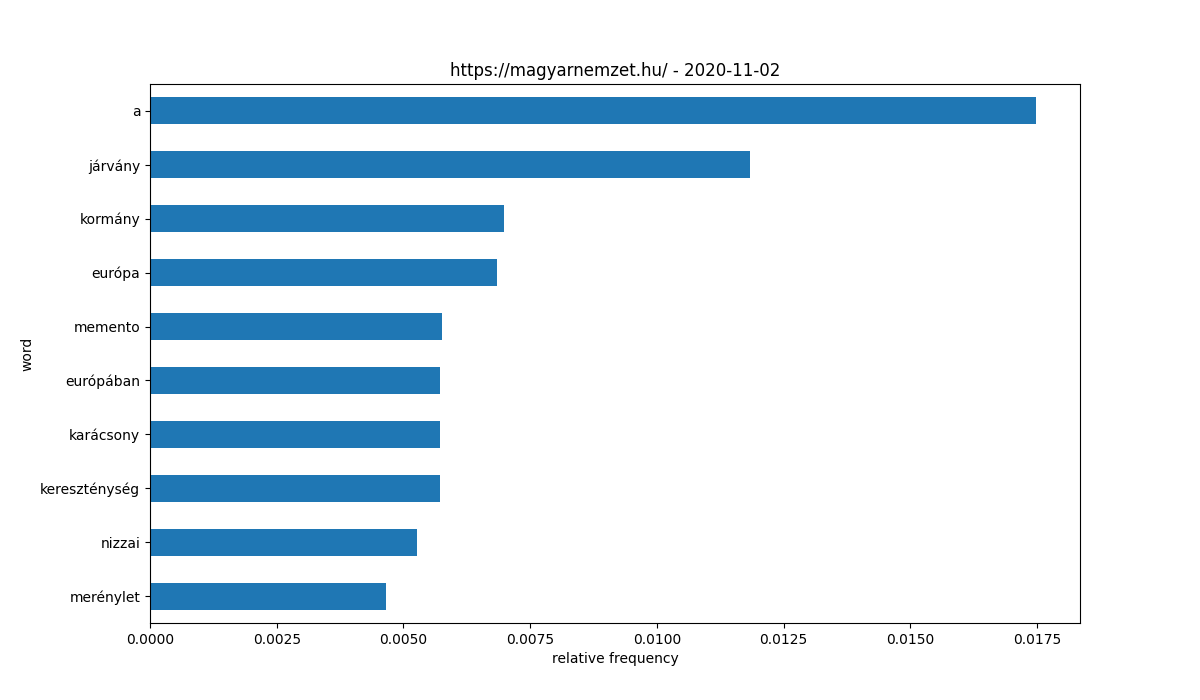 https://magyarnemzet.hu/ - 2020-11-02
a
járvány
kormány
európa
memento
európában
karácsony
kereszténység
nizzai
merénylet
word
0.0000 0.0025 0.0050 0.0075 0.0100 0.0125 0.0150 0.0175
relative frequency